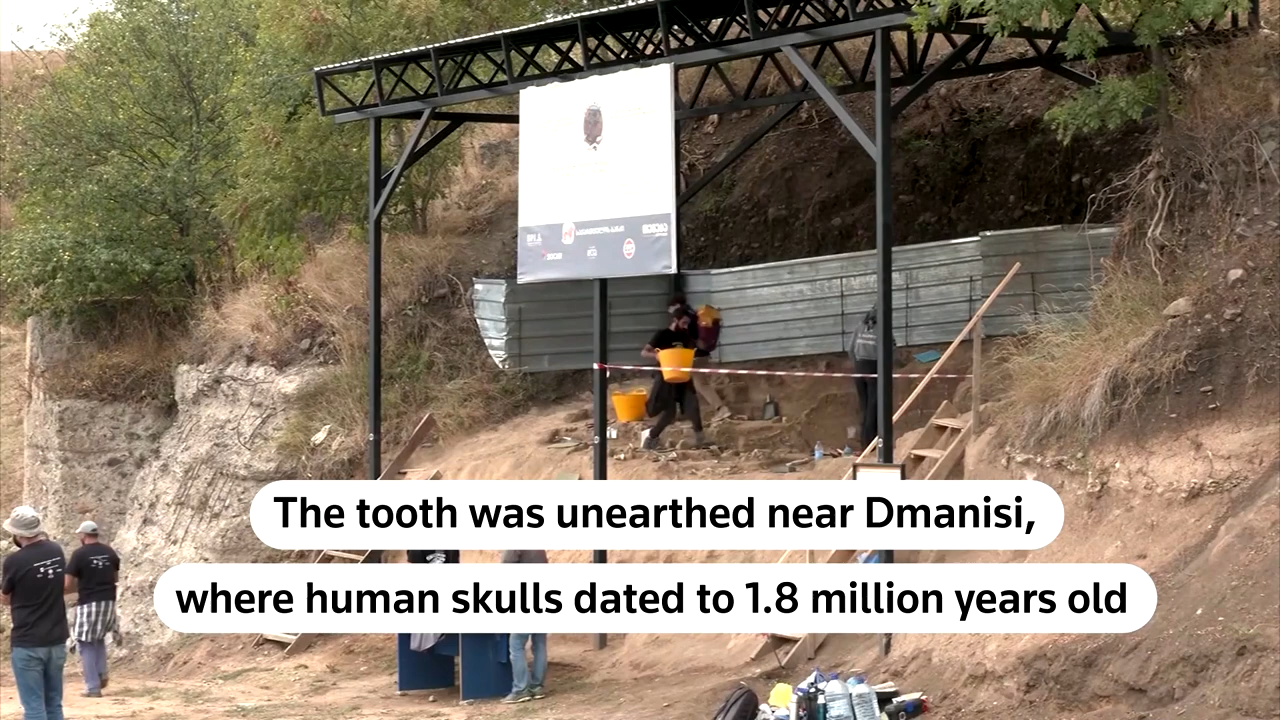 The tooth was unearthed near Dmanisi,
where human skulls dated to 1.8 million years old